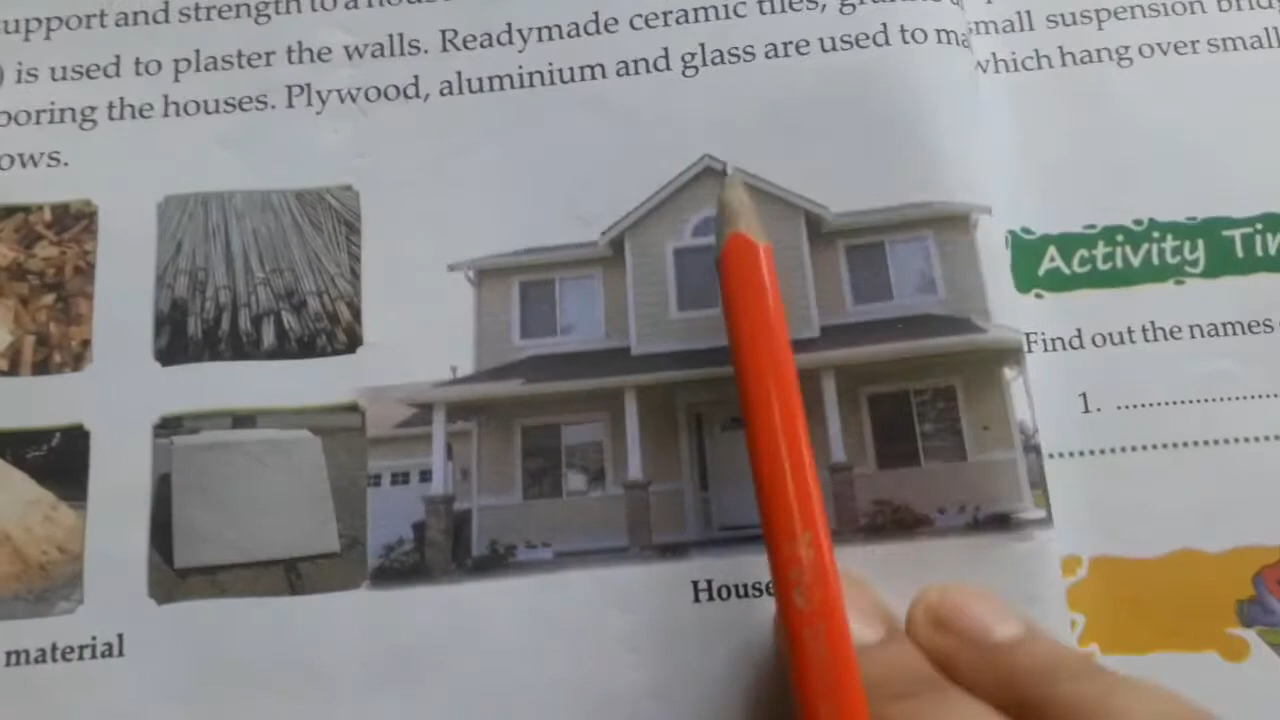 upport and strength to a
) is used to plaster the walls. Readymade ceramic tiles,
ooring the houses. Plywood, aluminium and glass are used to ma
ows.
material
House
small suspension
which hang over small
Activity Ti
Find out the names
1.